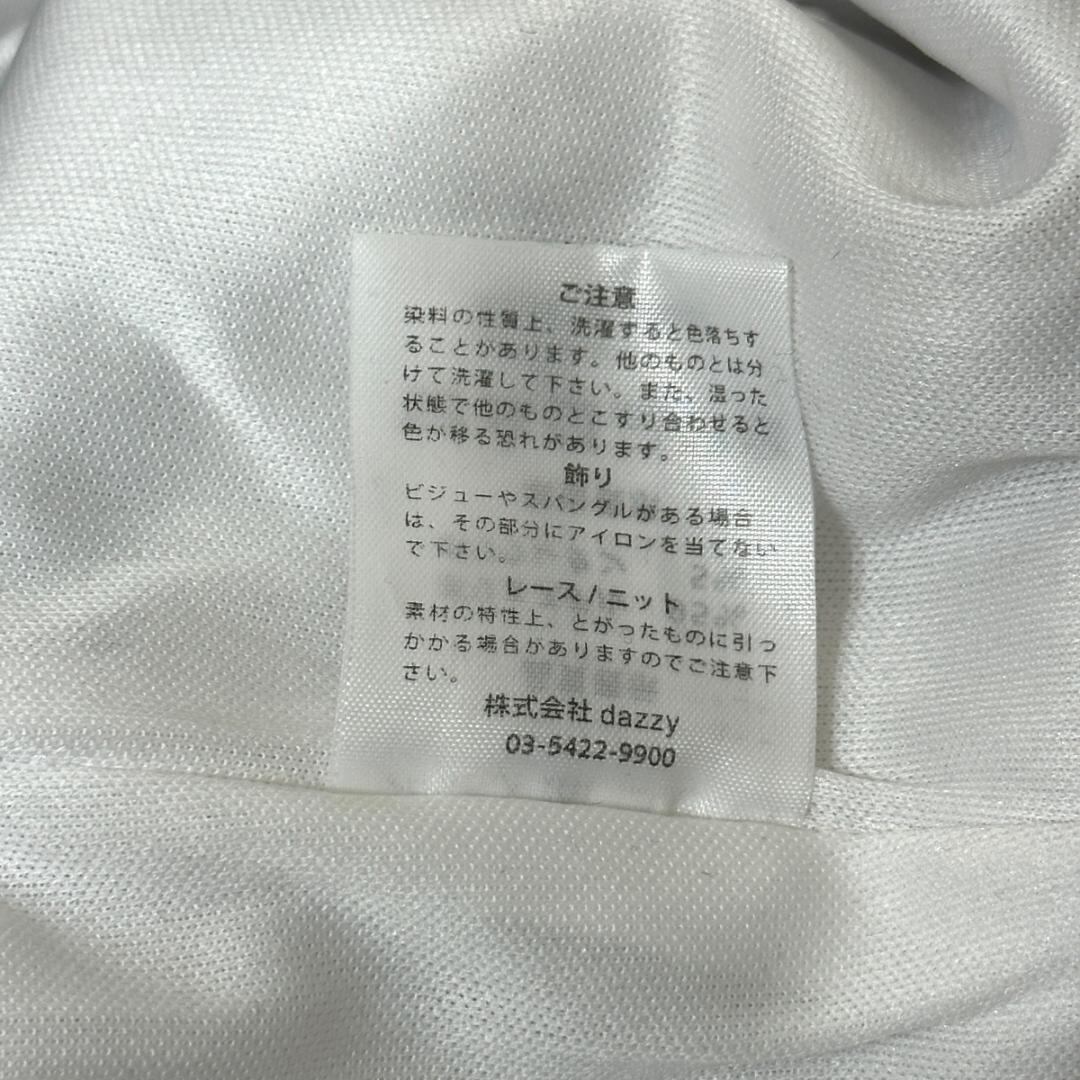 ご注意
染料の性質上、洗濯すると色落ちす
ることかあります。他のものとは分
けて洗濯して下さい。また、湿った
状態で他のものとこすり合わせると
色か移る恐れがあります。
飾り
ビジューやスパングルがある場合
は、その部分にアイロンを当てない
で下さい。
レース/ニット
素材の特性上、とがったものに引っ
かかる場合がありますのでご注意下
さい。
株式会社 dazzy
03-5422-9900